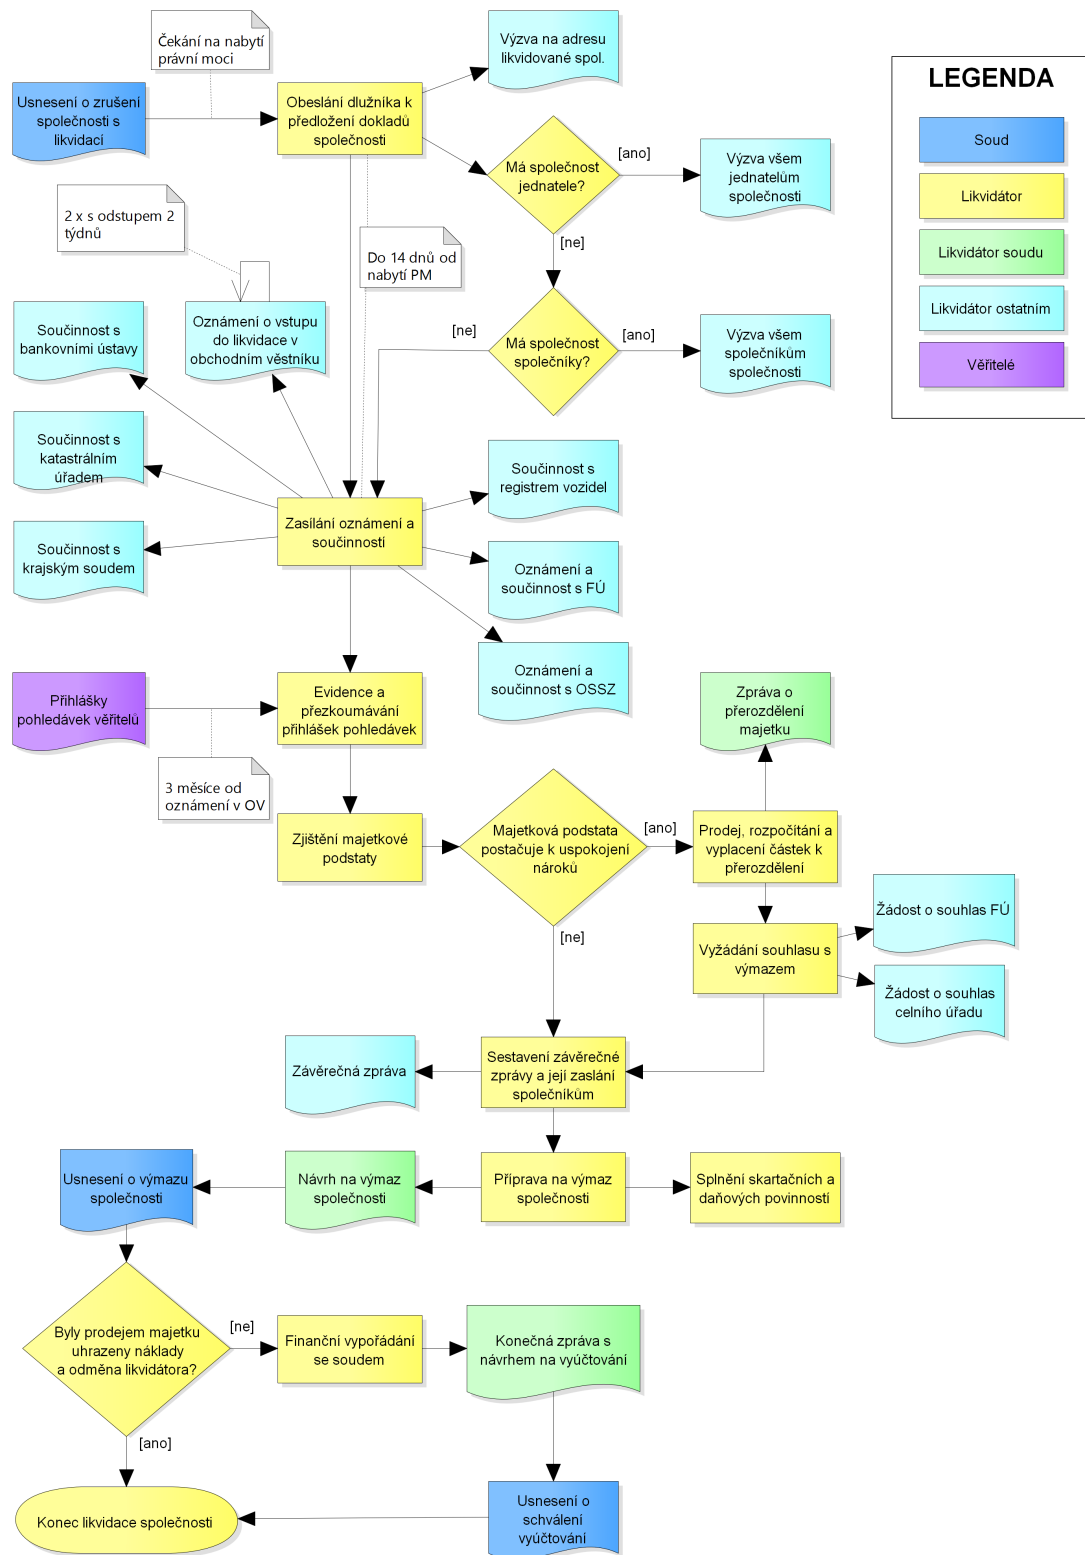 Čekání na nabytí
právní moci
Výzva na adresu
likvidované spol.
LEGENDA
Usnesení o zrušení
společnosti s
likvidací
Obeslání dlužníka k
předložení dokladů
společnosti
Soud
Má společnost
jednatele?
[ano]
Výzva všem
jednatelům
společnosti
Likvidátor
2 x s odstupem 2
týdnů
[ne]
Do 14 dnů od
nabytí PM
Likvidátor soudu
Likvidátor ostatním
Součinnost s
bankovními ústavy
Oznámení o vstupu
do likvidace v
obchodním věstníku
[ne]
Má společnost
společníky?
[ano]
Výzva všem
společníkům
společnosti
Věřitelé
Součinnost s
katastrálním
úřadem
Součinnost s
registrem vozidel
Zasílání oznámení a
součinností
Součinnost s
krajským soudem
Oznámení a
součinnost s FÚ
Oznámení a
součinnost s OSSZ
Přihlášky
pohledávek věřitelů
Evidence a
přezkoumávání
přihlášek pohledávek
Zpráva o
přerozdělení
majetku
3 měsíce od
oznámení v OV
Zjištění majetkové
podstaty
Majetková podstata
postačuje k uspokojení
nároků
[ano]
Prodej, rozpočítání a
vyplacení částek k
přerozdělení
Žádost o souhlas FÚ
[ne]
Vyžádání souhlasu s
výmazem
Žádost o souhlas
celního úřadu
Závěrečná zpráva
Sestavení závěrečné
zprávy a její zaslání
společníkům
Usnesení o výmazu
společnosti
Návrh na výmaz
společnosti
Příprava na výmaz
společnosti
Splnění skartačních a
daňových povinností
Byly prodejem majetku
uhrazeny náklady
a odměna likvidátora?
[ne]
Finanční vypořádání
se soudem
Konečná zpráva s
návrhem na vyúčtování
[ano]
Konec likvidace společnosti
Usnesení o
schválení
vyúčtování